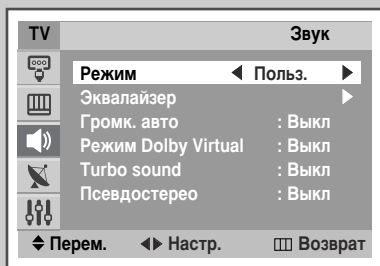 TV Звук
Режим ◀ Польз. ▶
Эквалайзер ▶
Громк. авто : Выкл
Режим Dolby Virtual : Выкл
Turbo sound : Выкл
Псевдостерео : Выкл
Перем. Настр. Возврат